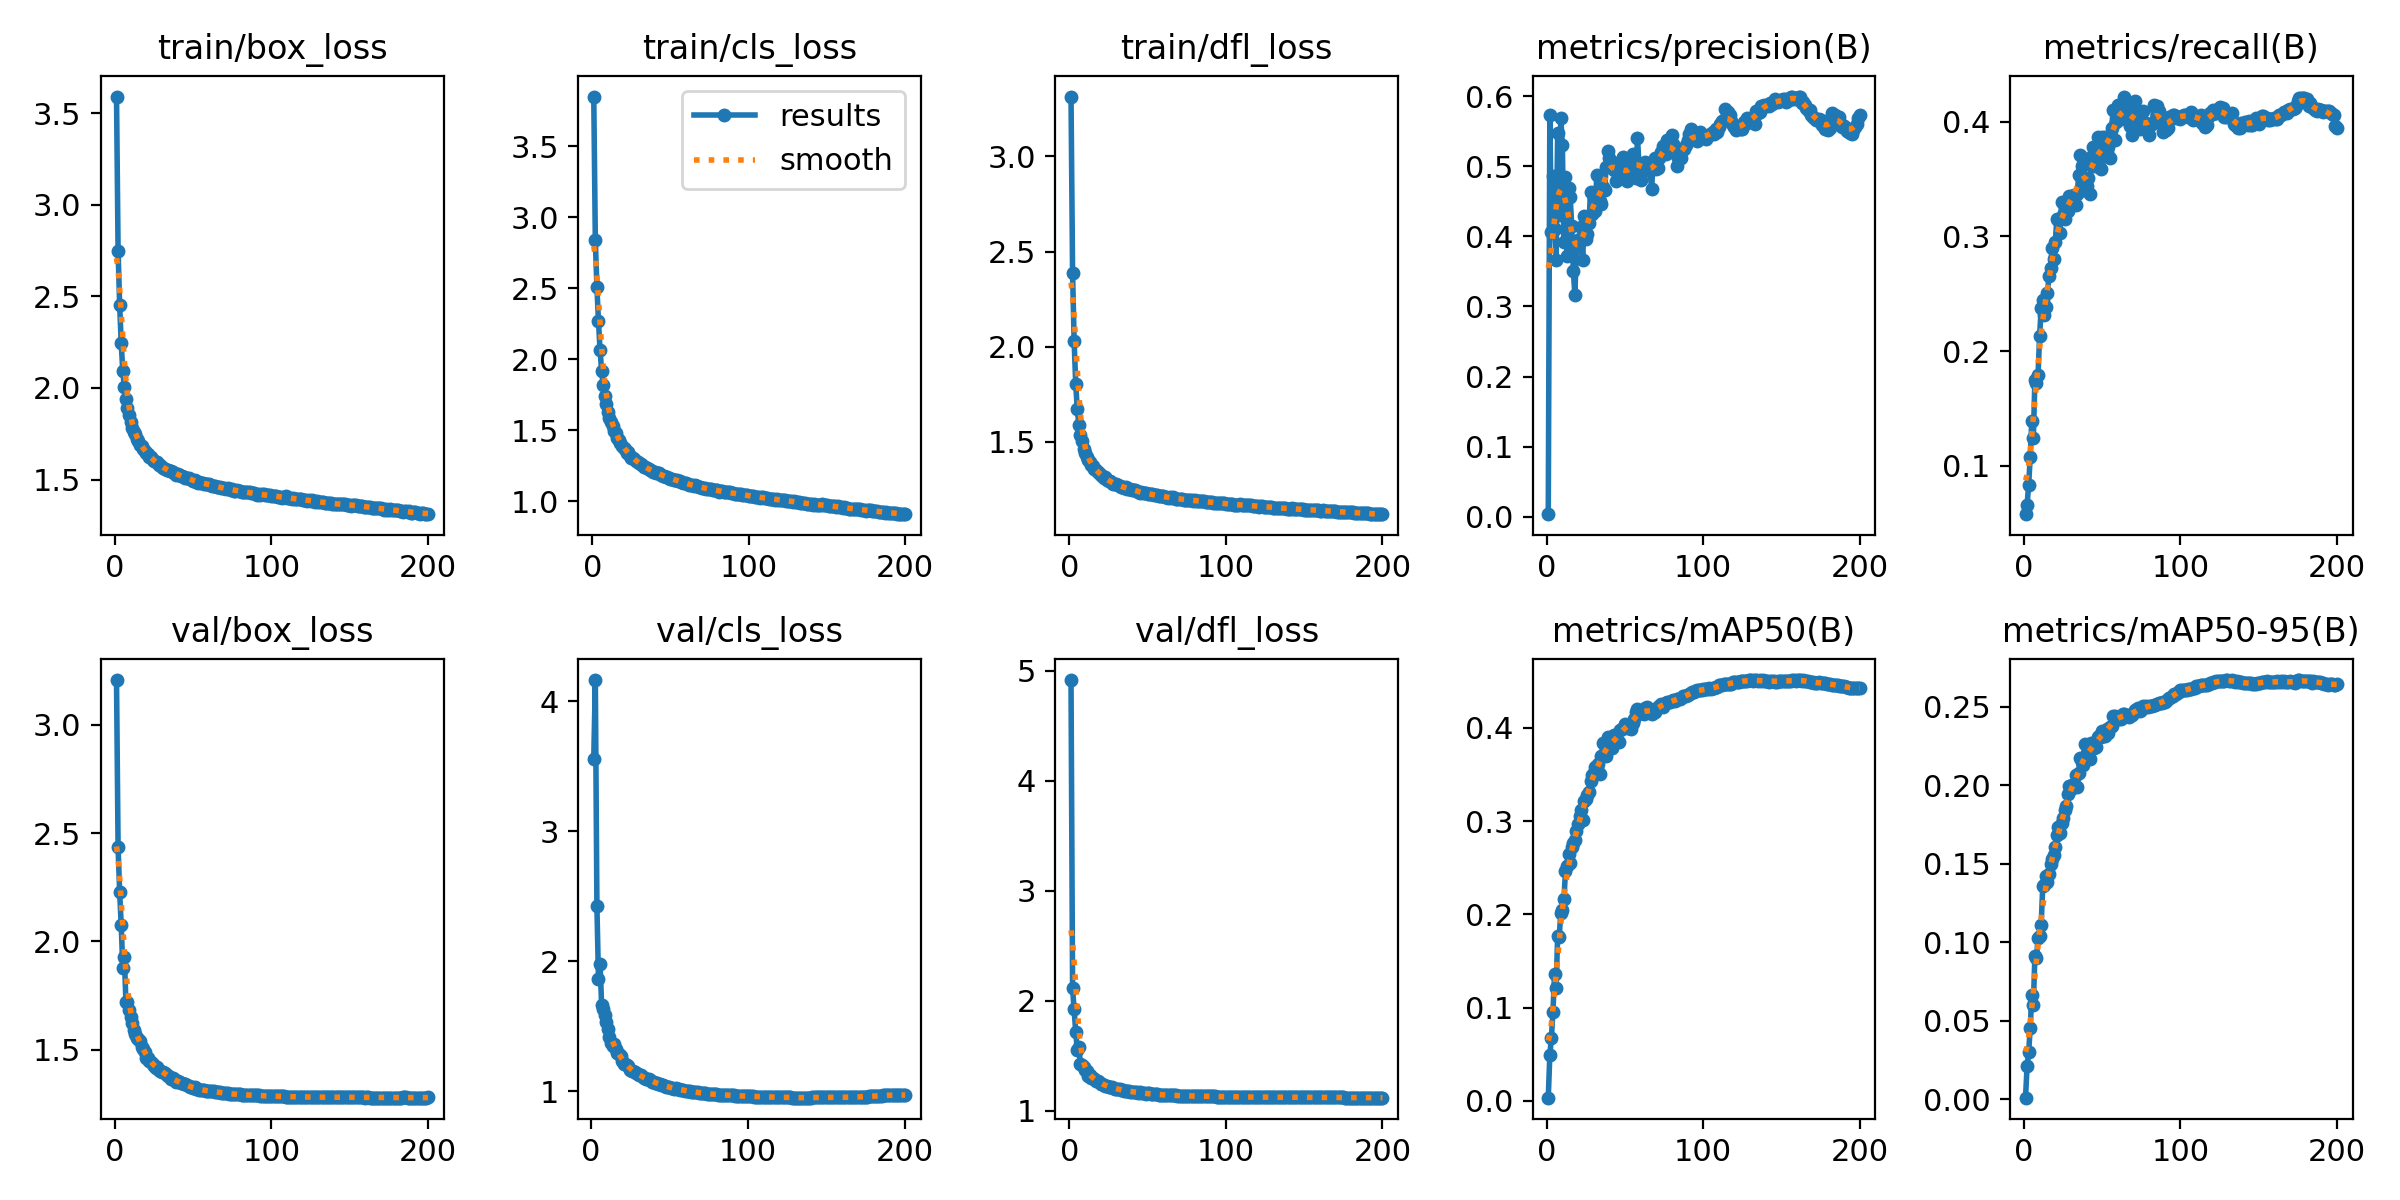 train/box_loss
3.5
3.0
2.5
2.0
1.5
0 100 200
train/cls_loss
results
smooth
3.5
3.0
2.5
2.0
1.5
1.0
0 100 200
train/dfl_loss
3.0
2.5
2.0
1.5
0 100 200
metrics/precision(B)
0.6
0.5
0.4
0.3
0.2
0.1
0.0
0 100 200
metrics/recall(B)
0.4
0.3
0.2
0.1
0 100 200
val/box_loss
3.0
2.5
2.0
1.5
0 100 200
val/cls_loss
4
3
2
1
0 100 200
val/dfl_loss
5
4
3
2
1
0 100 200
metrics/mAP50(B)
0.4
0.3
0.2
0.1
0.0
0 100 200
metrics/mAP50-95(B)
0.25
0.20
0.15
0.10
0.05
0.00
0 100 200